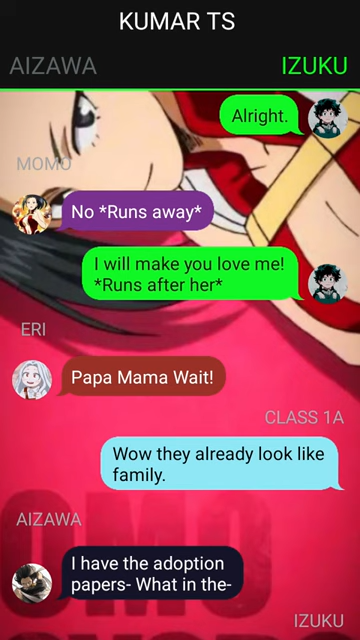 KUMAR TS
AIZAWA
IZUKU
Alright.
MOMO
No *Runs away*
I will make you love me!
*Runs after her*
ERI
Papa Mama Wait!
CLASS 1A
Wow they already look like
family.
AIZAWA
I have the adoption
papers- What in the-
IZUKU